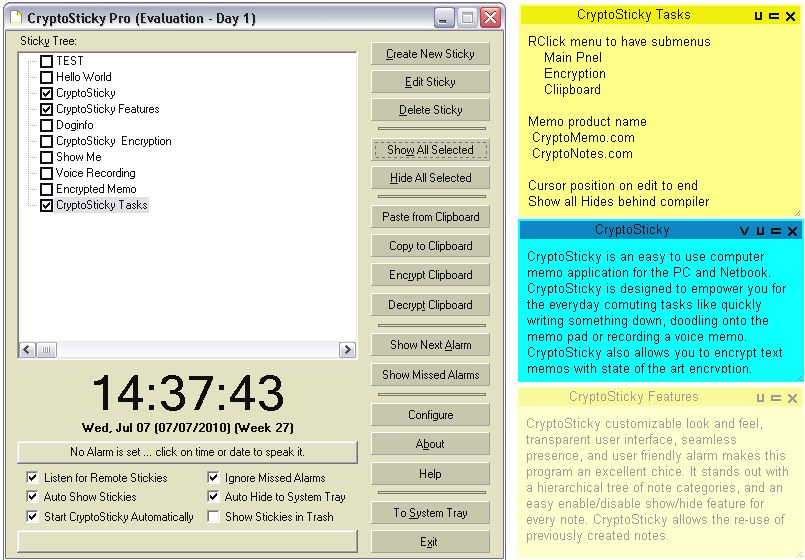 CryptoSticky Pro (Evaluation - Day 1)
Sticky Tree:
TEST
Hello World
CryptoSticky
CryptoSticky Features
Doginfo
CryptoSticky Encryption
Show Me
Voice Recording
Encrypted Memo
CryptoSticky Tasks
14:37:43
Wed, Jul 07 (07/07/2010) (Week 27)
No Alarm is set ... click on time or date to speak it.
Listen for Remote Stickies
Ignore Missed Alarms
Auto Show Stickies
Auto Hide to System Tray
Start CryptoSticky Automatically
Show Stickies in Trash
Create New Sticky
Edit Sticky
Delete Sticky
Show All Selected
Hide All Selected
Paste from Clipboard
Copy to Clipboard
Encrypt Clipboard
Decrypt Clipboard
Show Next Alarm
Show Missed Alarms
Configure
About
Help
To System Tray
Exit
CryptoSticky Tasks
RClick menu to have submenus
Main Pnel
Encryption
Cliipboard
Memo product name
CryptoMemo.com
CryptoNotes.com
Cursor position on edit to end
Show all Hides behind compiler
CryptoSticky
CryptoSticky is an easy to use computer
memo application for the PC and Netbook.
CryptoSticky is designed to empower you for
the everyday comuting tasks like quickly
writing something down, doodling onto the
memo pad or recording a voice memo.
CryptoSticky also allows you to encrypt text
memos with state of the art encryption.
CryptoSticky Features
CryptoSticky customizable look and feel,
transparent user interface, seamless
presence, and user friendly alarm makes this
program an excellent chice. It stands out with
a hierarchical tree of note categories, and an
easy enable/disable show/hide feature for
every note. CryptoSticky allows the re-use of
previously created notes.